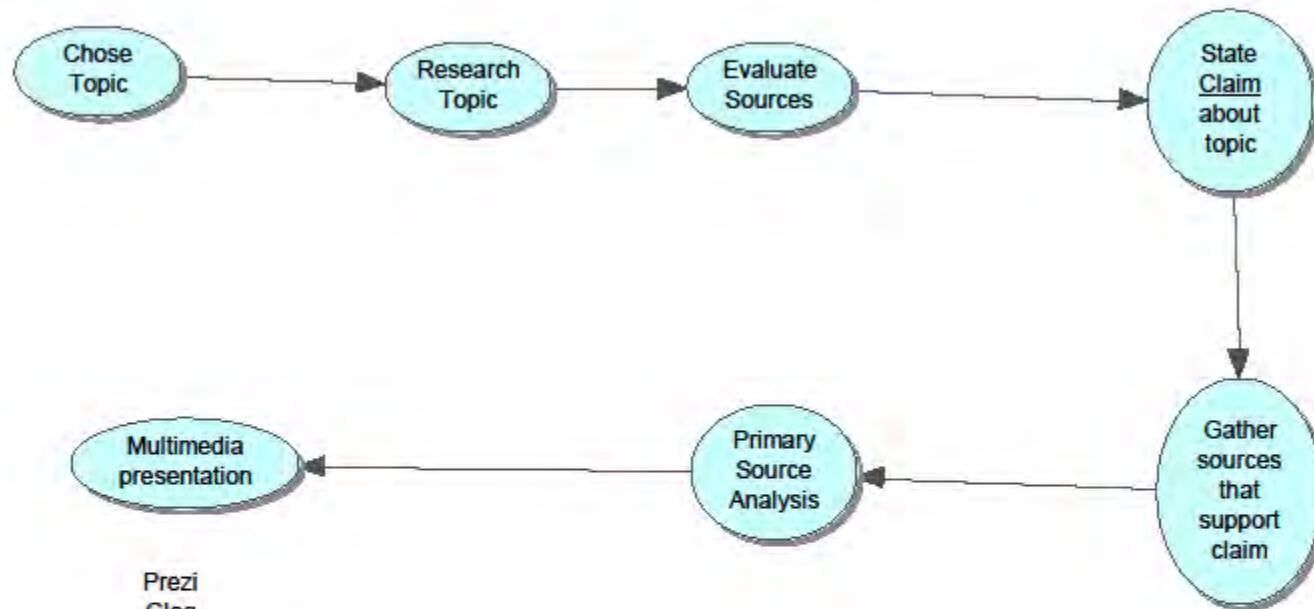 Chose
Topic
Research
Topic
Evaluate
Sources
State
Claim
about
topic
Gather
sources
that
support
claim
Primary
Source
Analysis
Multimedia
presentation
Prezi